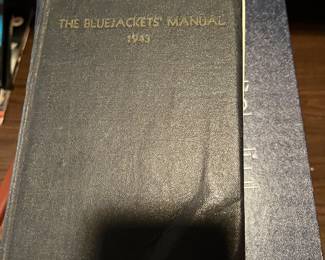 THE BLUEJACKETS' MANUAL
1943